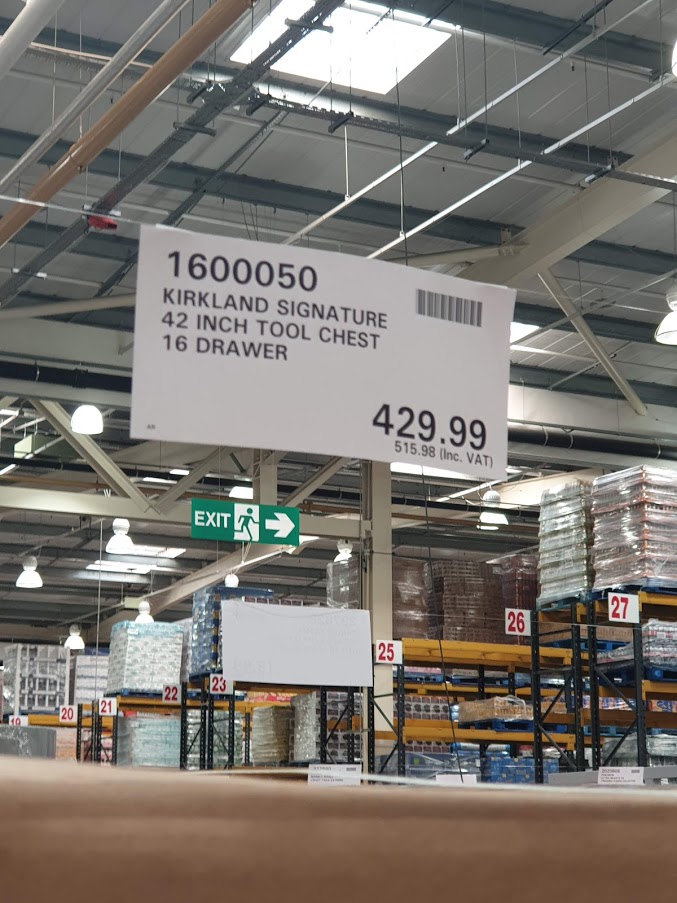 1600050
KIRKLAND SIGNATURE
42 INCH TOOL CHEST
16 DRAWER
429.99
515.98 (Inc. VAT)
EXIT
27
26
25
23
22
21
20